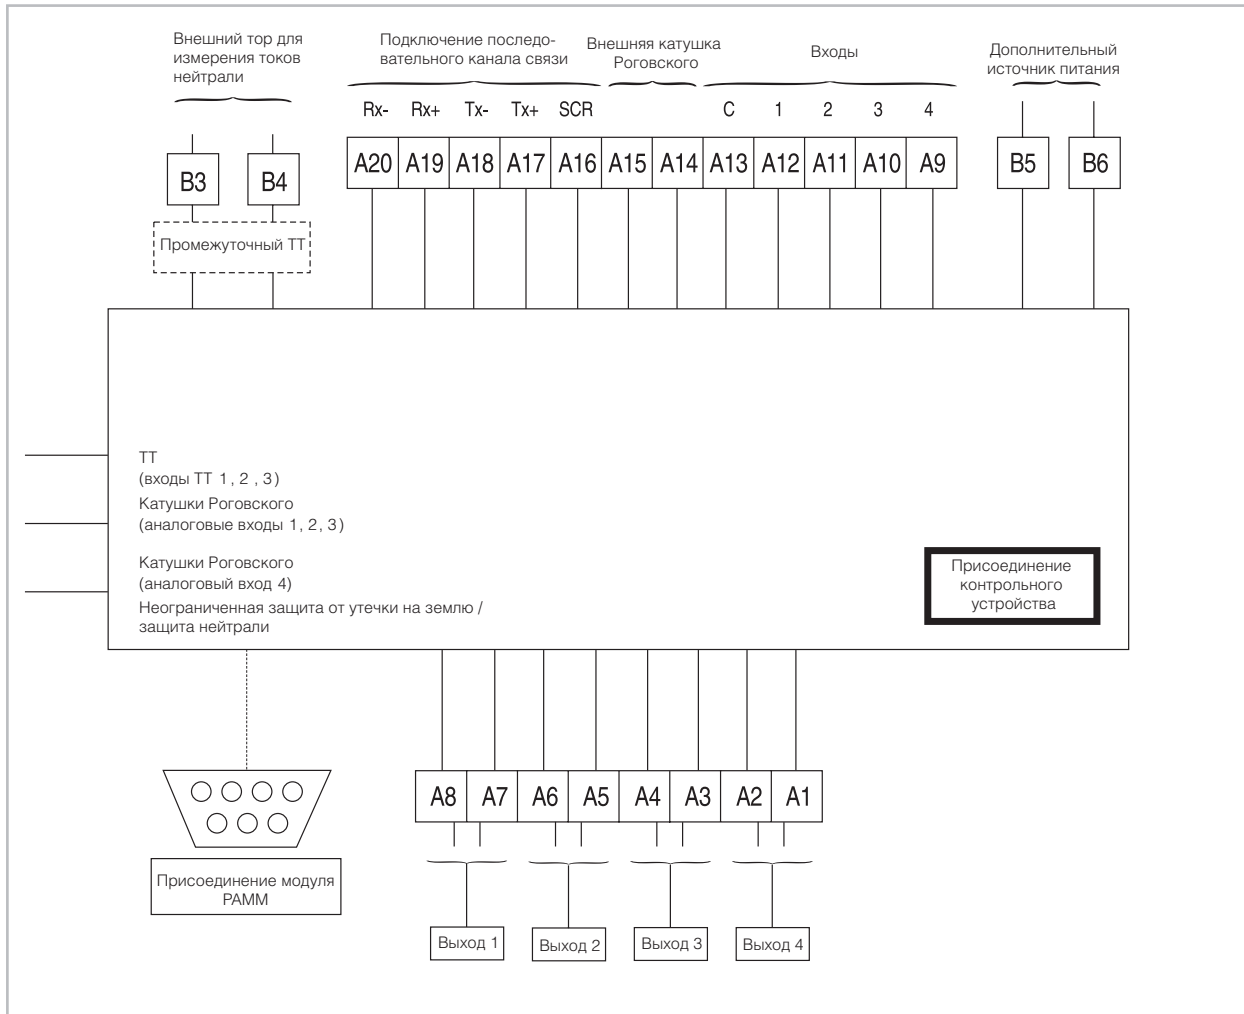 Внешний тор для
измерения токов
нейтрали
Подключение последо-
вательного канала связи
Внешняя катушка
Роговского
Входы
Дополнительный
источник питания
Rx- Rx+ Tx- Tx+ SCR C 1 2 3 4
B3 B4 A20 A19 A18 A17 A16 A15 A14 A13 A12 A11 A10 A9 B5 B6
Промежуточный ТТ
ТТ
(входы ТТ 1, 2 , 3)
Катушки Роговского
(аналоговые входы 1, 2, 3)
Катушки Роговского
(аналоговый вход 4)
Неограниченная защита от утечки на землю /
защита нейтрали
Присоединение
контрольного
устройства
A8 A7 A6 A5 A4 A3 A2 A1
Присоединение модуля
PAMM
Выход 1 Выход 2 Выход 3 Выход 4